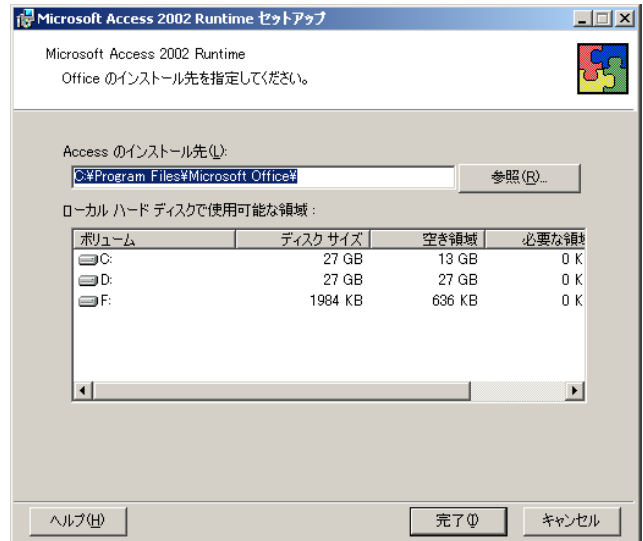 Microsoft Access 2002 Runtime セットアップ
Microsoft Access 2002 Runtime
Office のインストール先を指定してください。
Access のインストール先(L):
C:¥Program Files¥Microsoft Office¥
参照(R)...
ローカル ハード ディスクで使用可能な領域 :
ボリューム ディスク サイズ 空き領域 必要な領域
C: 27 GB 13 GB 0 K
D: 27 GB 27 GB 0 K
F: 1984 KB 636 KB 0 K
ヘルプ(H) 完了(I) キャンセル